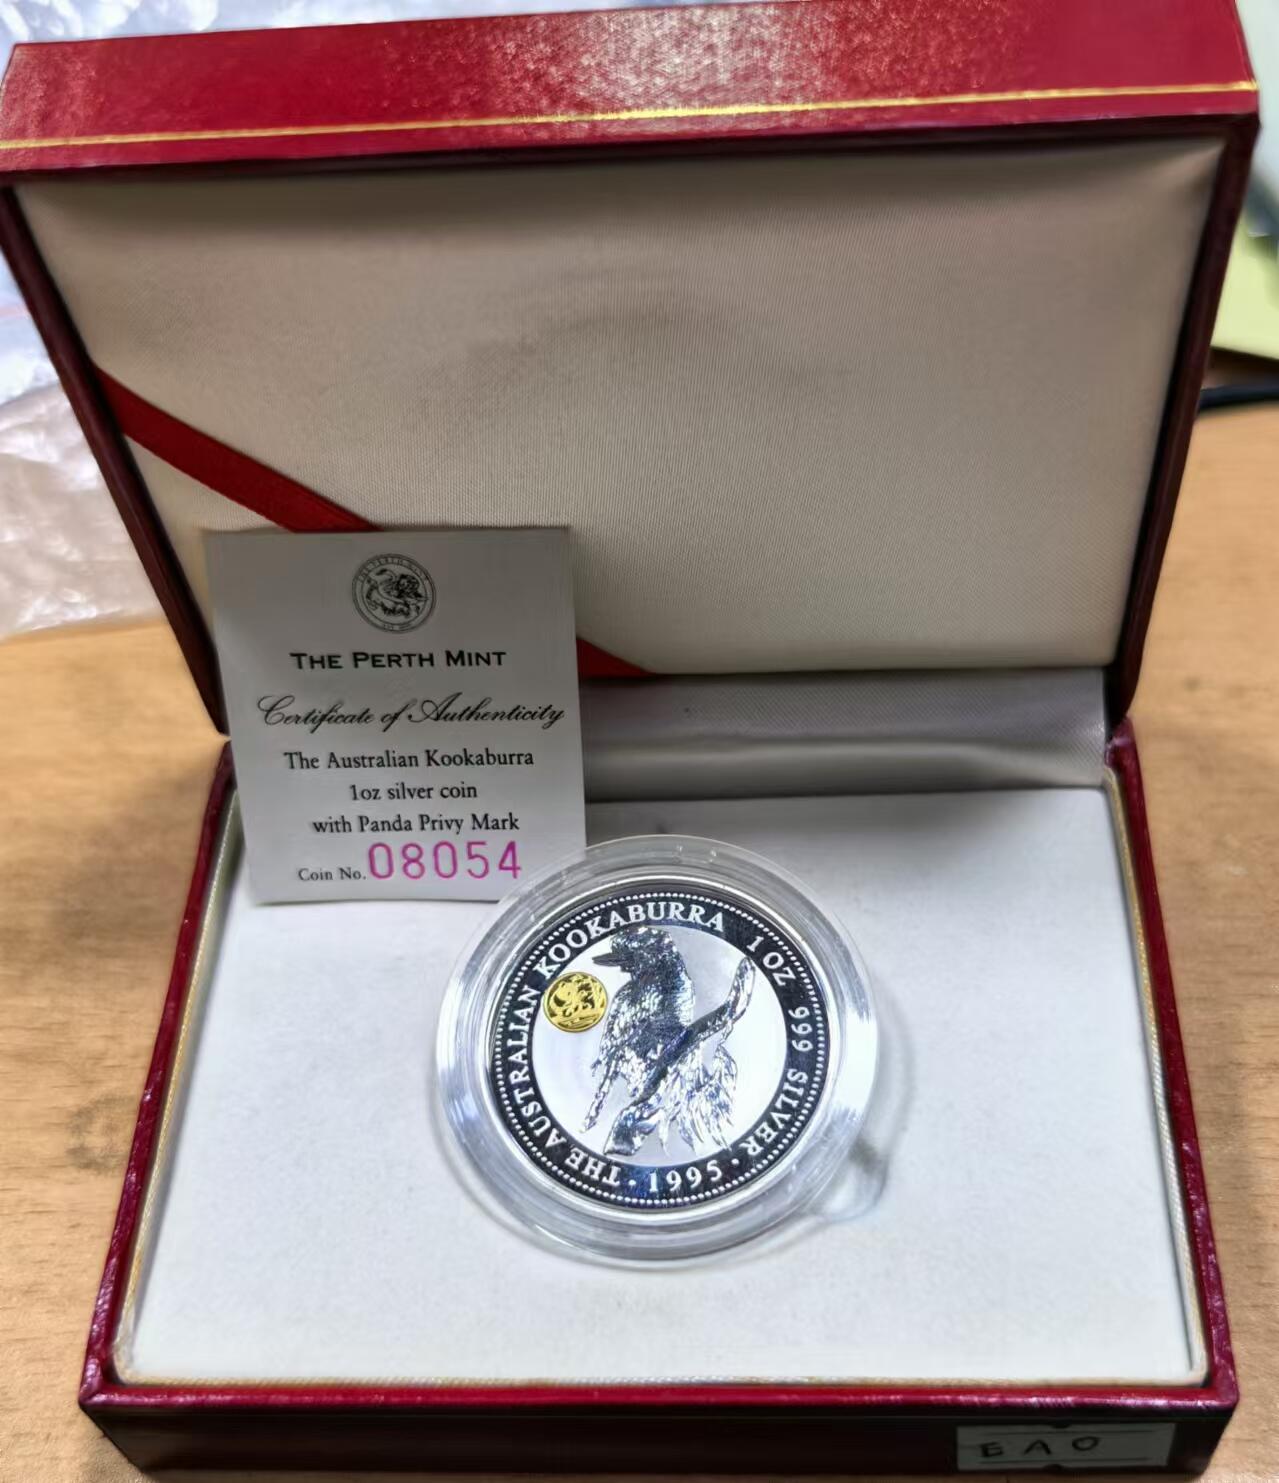 THE PERTH MINT
Certificate of Authenticity
The Australian Kookaburra
1oz silver coin
with Panda Privy Mark
Coin No. 08054
THE AUSTRALIAN KOOKABURRA 1 OZ 999 SILVER
· 1995 ·
EAO